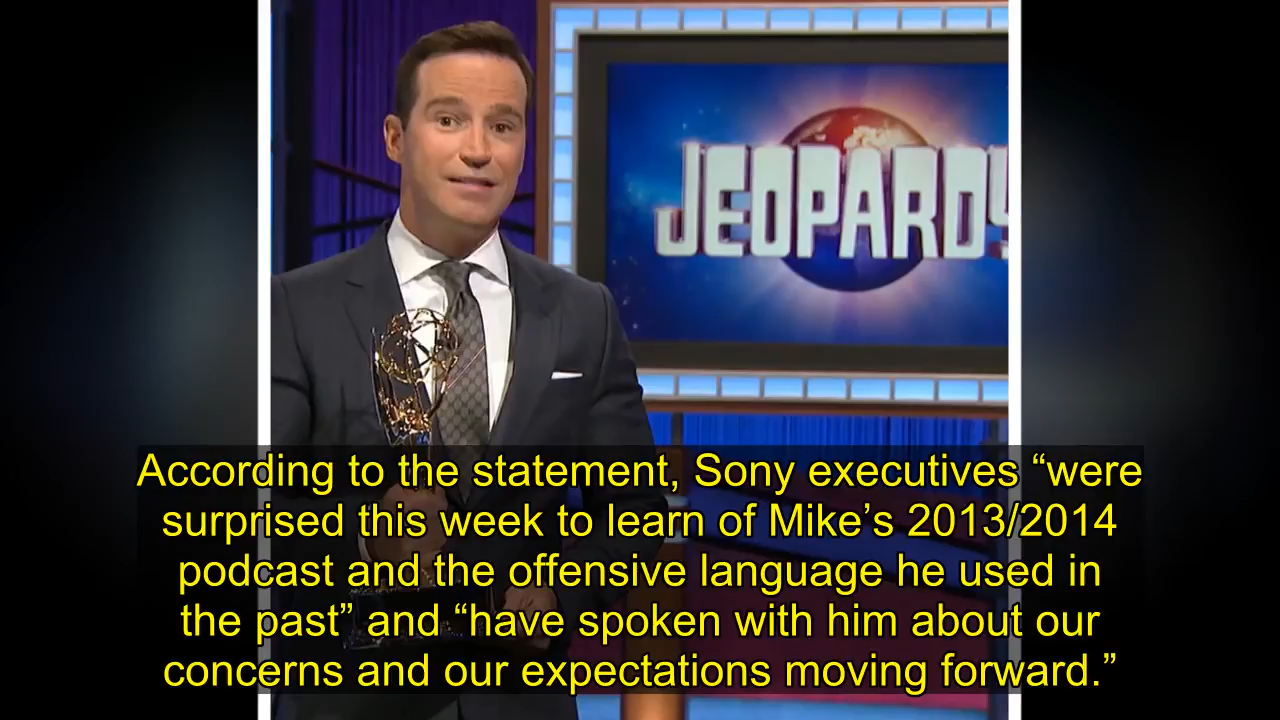 JEOPARDY
According to the statement, Sony executives “were
surprised this week to learn of Mike’s 2013/2014
podcast and the offensive language he used in
the past” and “have spoken with him about our
concerns and our expectations moving forward.”